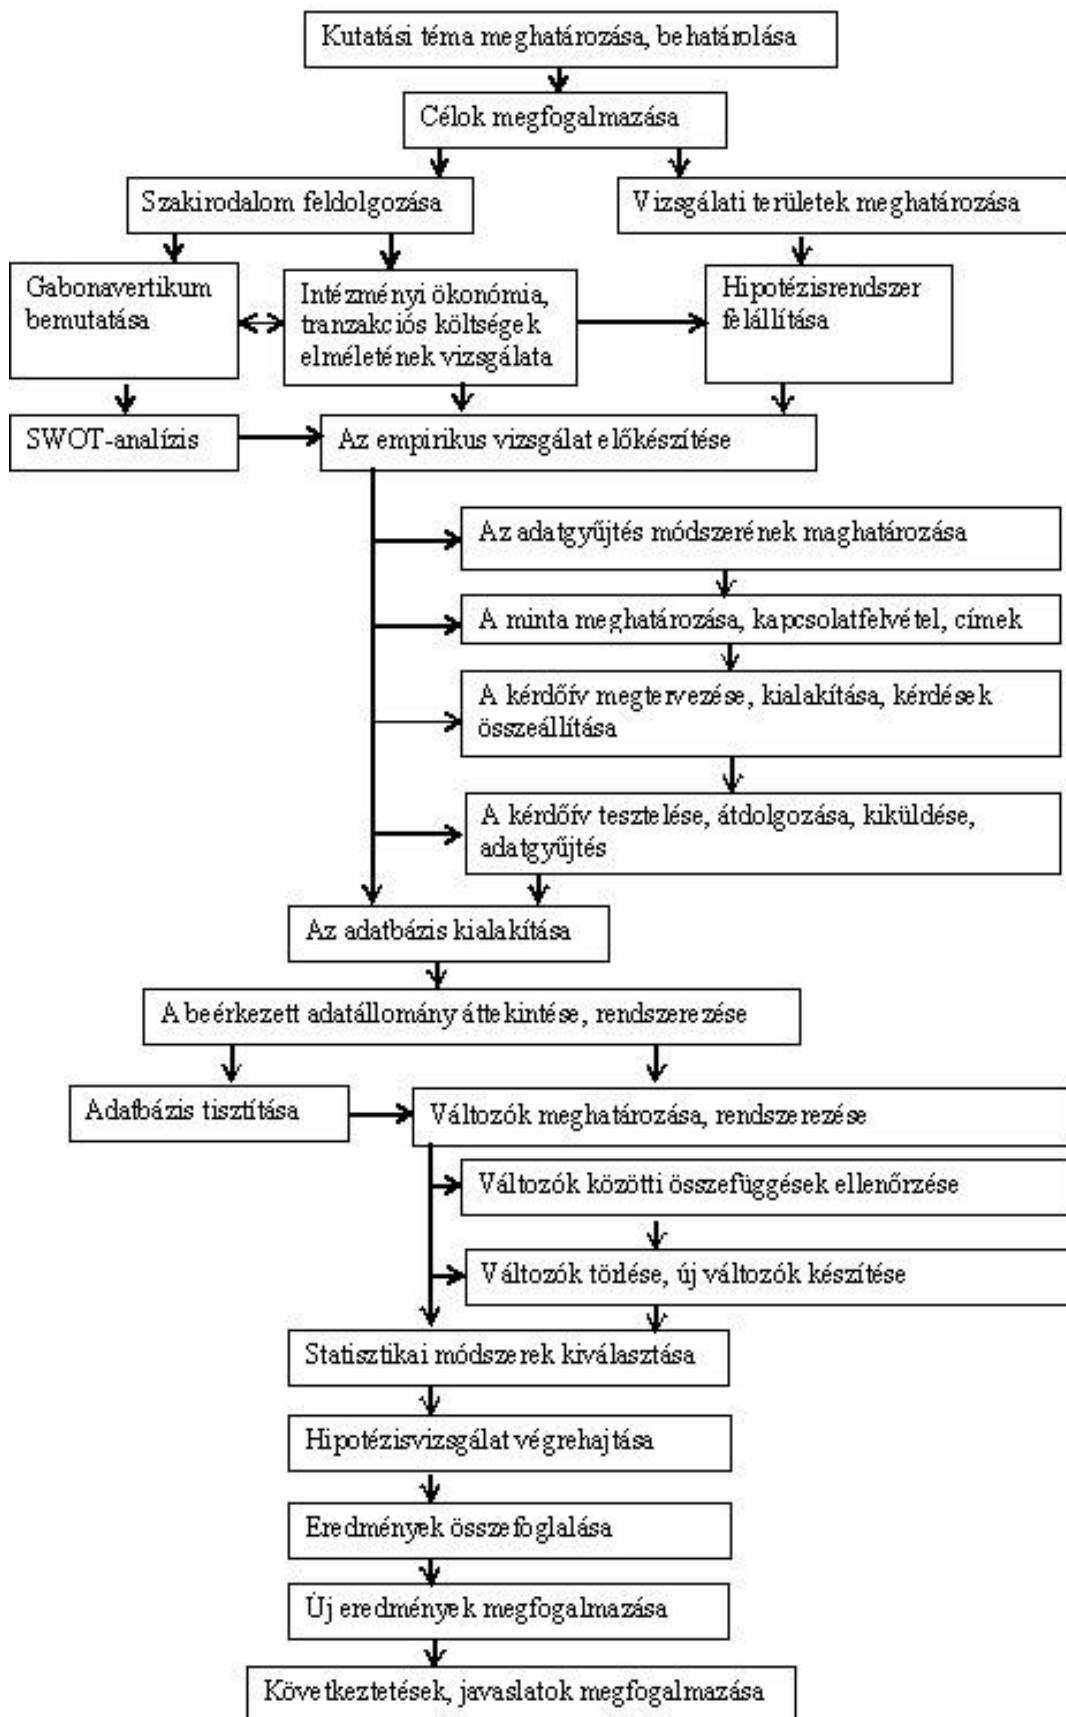 Kutatási téma meghatározása, behatárolása
Célok megfogalmazása
Szakirodalom feldolgozása
Vizsgálati területek meghatározása
Gabonavertikum
bemutatása
Intézményi ökonómia,
tranzakciós költségek
elméletének vizsgálata
Hipotézisrendszer
felállítása
SWOT-analízis
Az empirikus vizsgálat előkészítése
Az adatgyűjtés módszerének maghatározása
A minta meghatározása, kapcsolatfelvétel, címek
A kérdőív megtervezése, kialakítása, kérdések
összeállítása
A kérdőív tesztelése, átdolgozása, kiküldése,
adatgyűjtés
Az adatbázis kialakítása
A beérkezett adatállomány áttekintése, rendszerezése
Adatbázis tisztítása
Változók meghatározása, rendszerezése
Változók közötti összefüggések ellenőrzése
Változók törlése, új változók készítése
Statisztikai módszerek kiválasztása
Hipotézisvizsgálat végrehajtása
Eredmények összefoglalása
Új eredmények megfogalmazása
Következtetések, javaslatok megfogalmazása